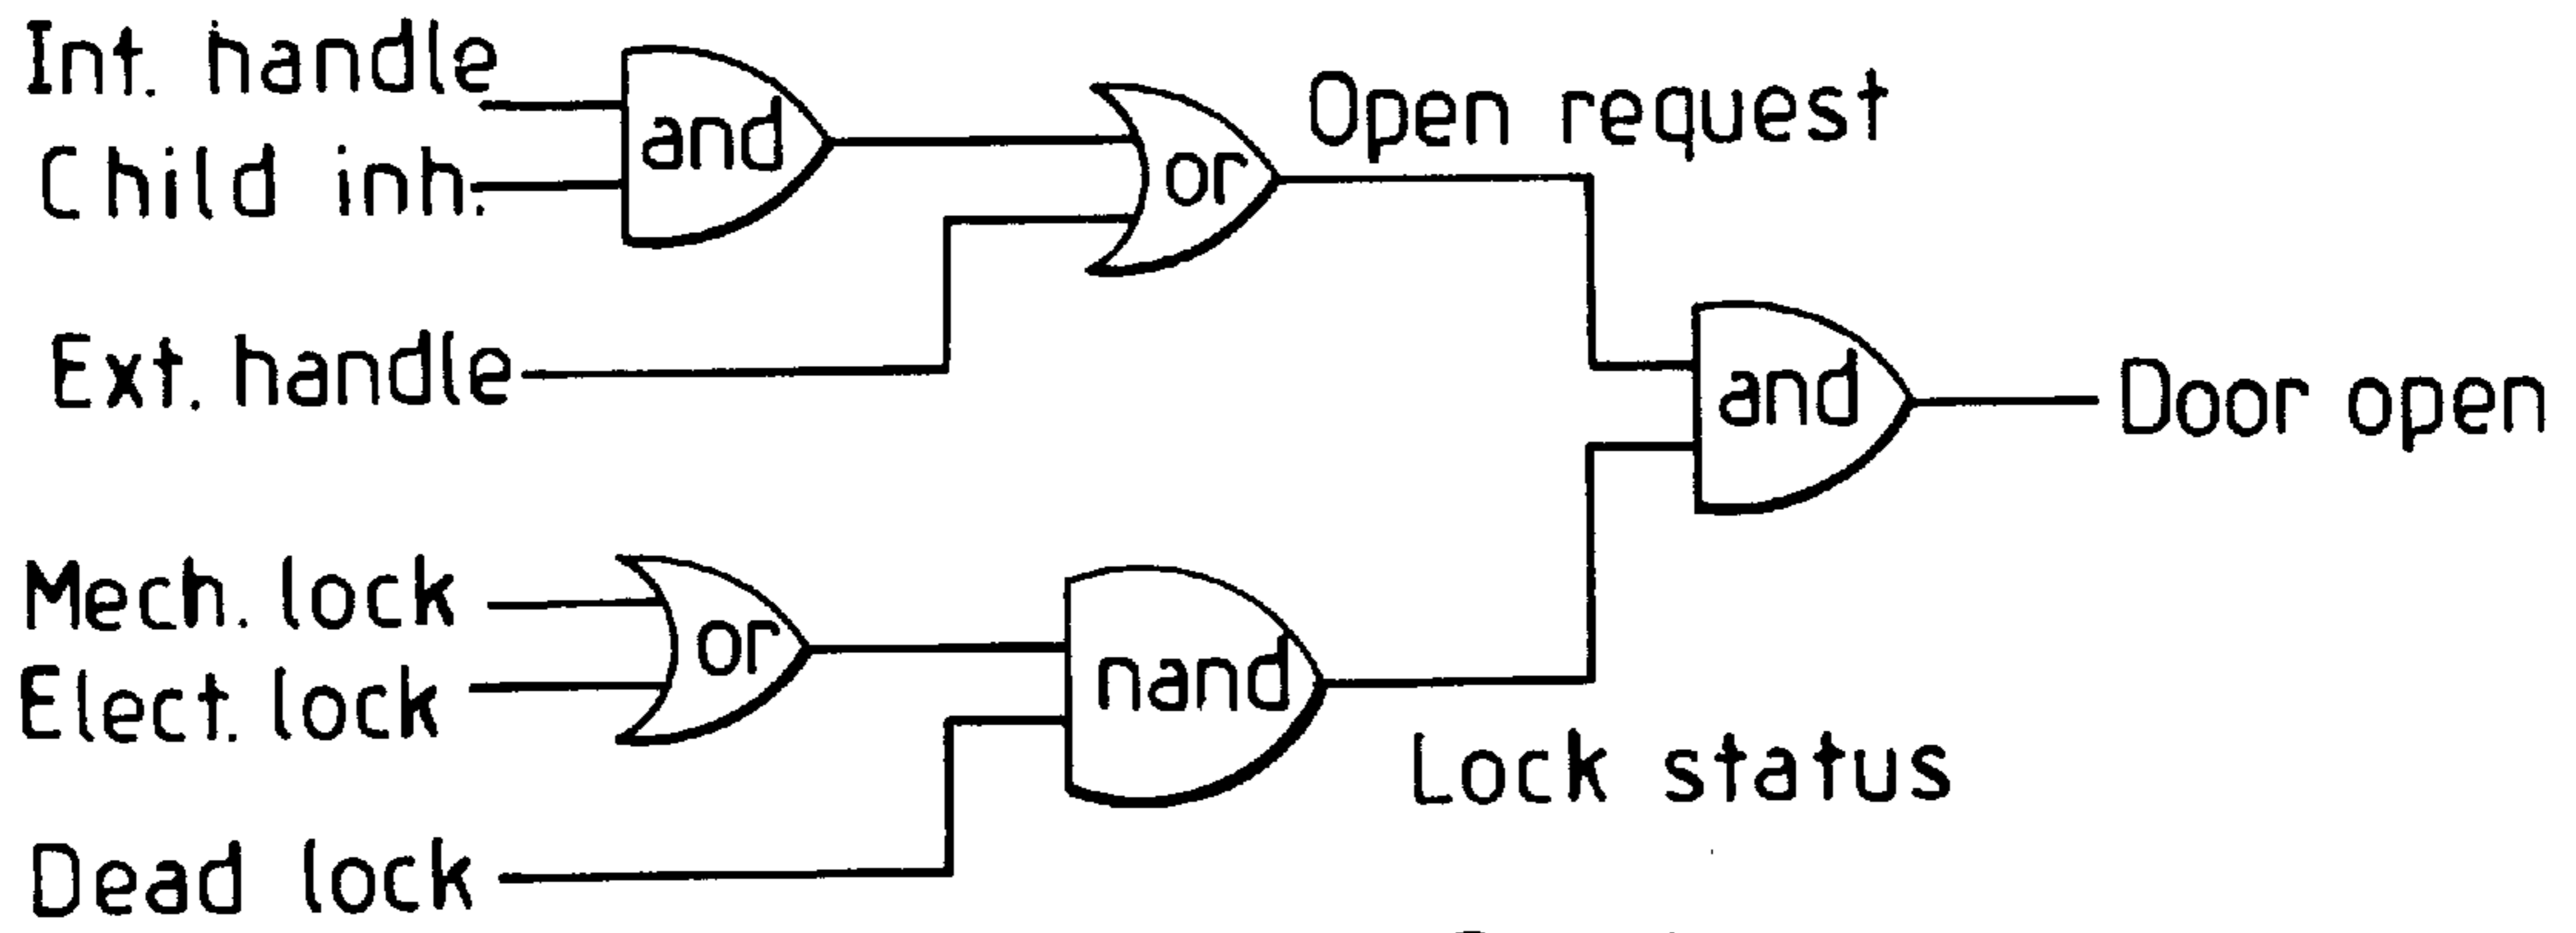 Int. handle
Child inh.
and
or
Open request
Ext. handle
and
Door open
Mech. lock
Elect. lock
or
nand
Lock status
Dead lock